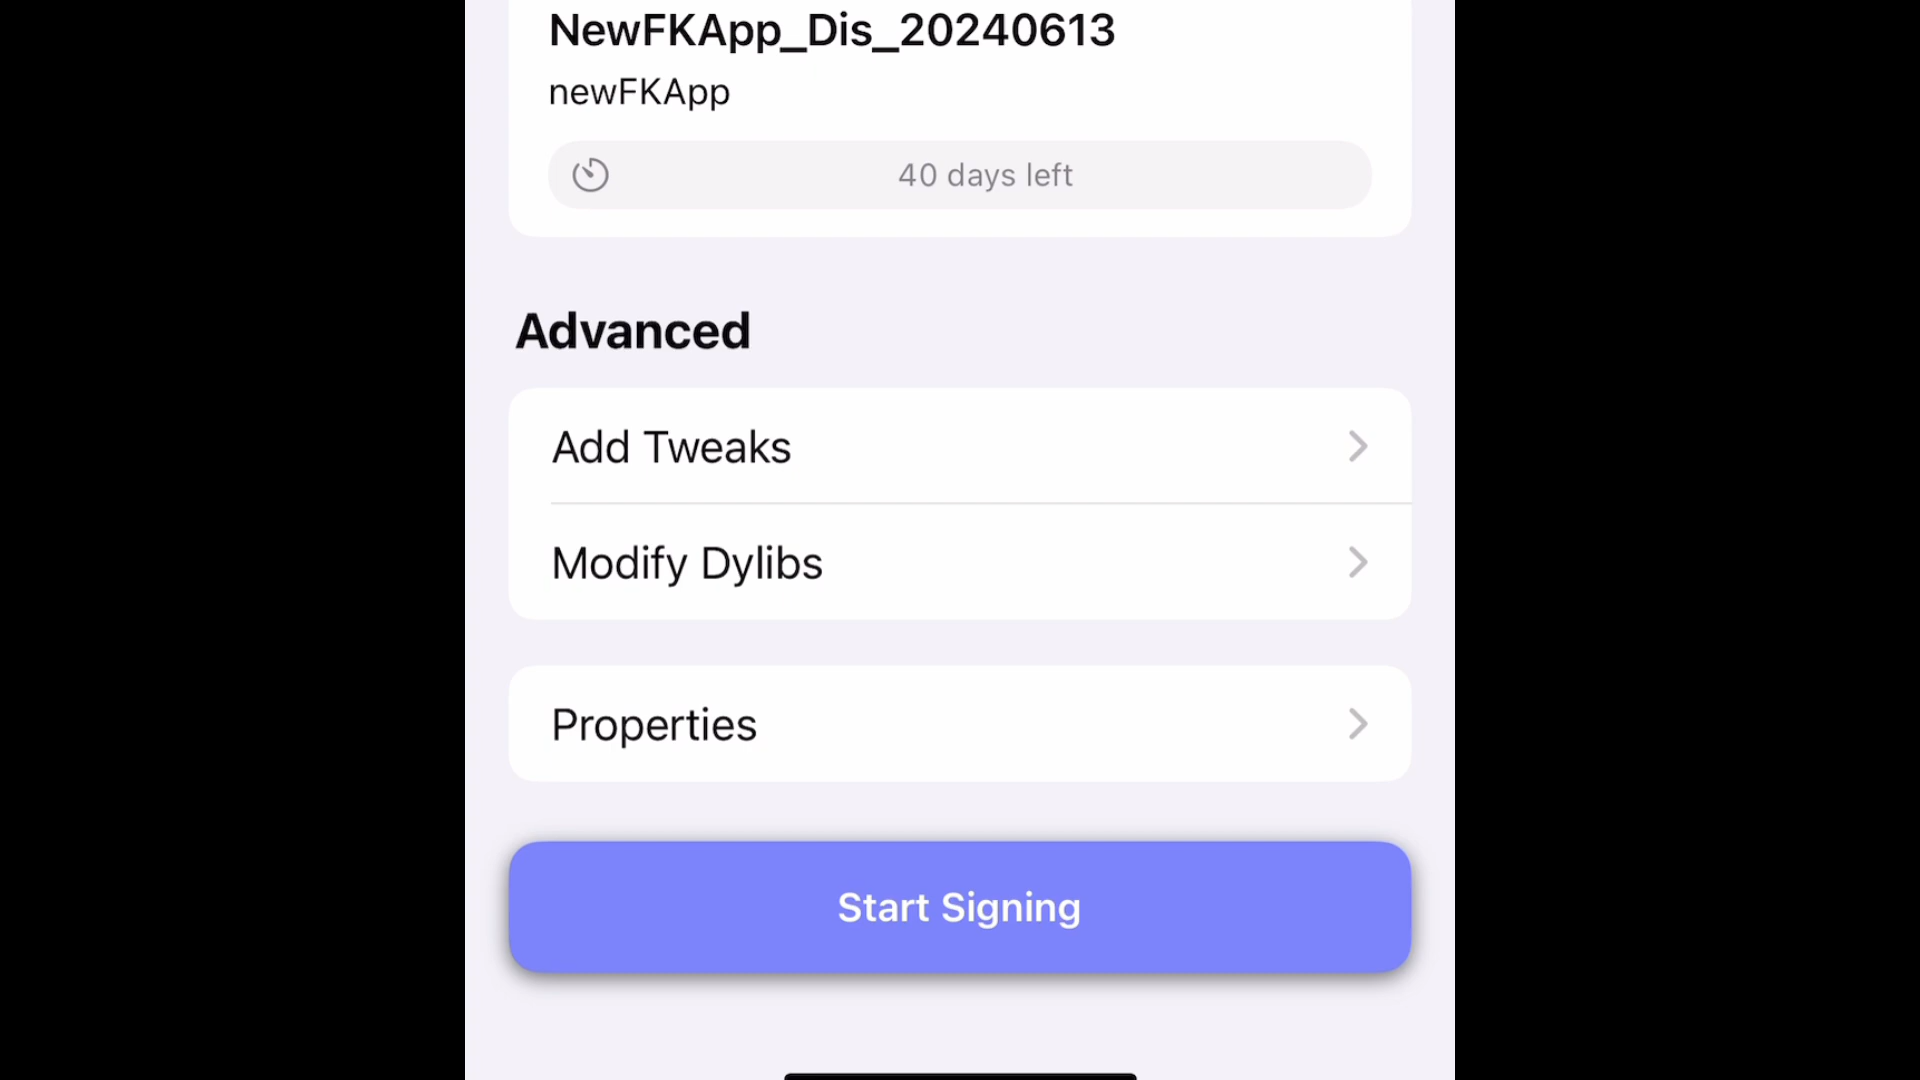 NewFKApp_Dis_20240613
newFKApp
40 days left
Advanced
Add Tweaks
Modify Dylibs
Properties
Start Signing